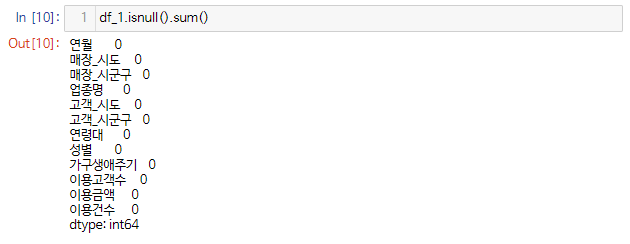 In [10]: 1 df_1.isnull().sum()
Out[10]: 연월 0
매장_시도 0
매장_시군구 0
업종명 0
고객_시도 0
고객_시군구 0
연령대 0
성별 0
가구생애주기 0
이용고객수 0
이용금액 0
이용건수 0
dtype: int64